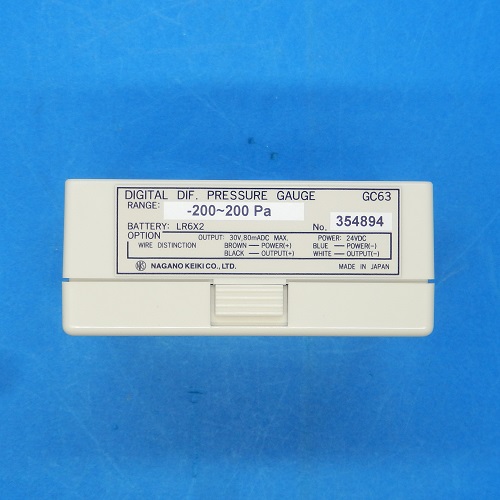 DIGITAL DIF. PRESSURE GAUGE GC63
RANGE: -200~200 Pa
BATTERY: LR6X2 No. 354894
OPTION OUTPUT: 30V,80mADC MAX. POWER: 24VDC
WIRE DISTINCTION BROWN — POWER(+) BLUE — POWER(-)
BLACK — OUTPUT(+) WHITE — OUTPUT(-)
NKS NAGANO KEIKI CO., LTD. MADE IN JAPAN